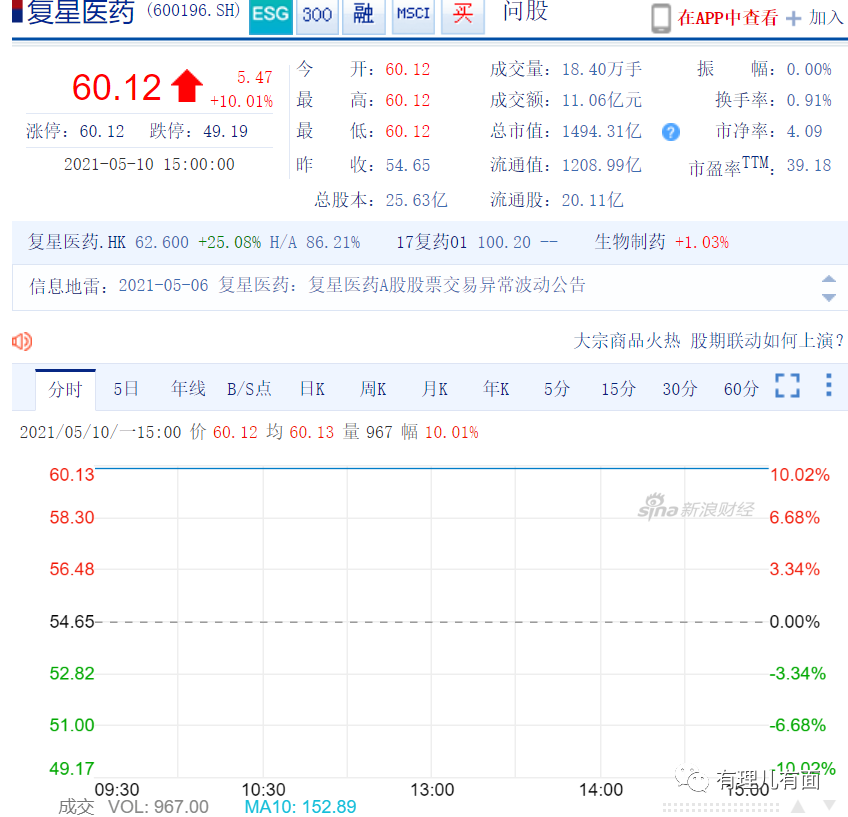 复星医药 (600196.SH) ESG 300 融 MSCI 买 问股 在APP中查看 加入
60.12 5.47
+10.01%
涨停: 60.12 跌停: 49.19
2021-05-10 15:00:00
今 开: 60.12 成交量: 18.40万手 振 幅: 0.00%
最 高: 60.12 成交额: 11.06亿元 换手率: 0.91%
最 低: 60.12 总市值: 1494.31亿 ? 市净率: 4.09
昨 收: 54.65 流通值: 1208.99亿 市盈率TTM: 39.18
总股本: 25.63亿 流通股: 20.11亿
复星医药.HK 62.600 +25.08% H/A 86.21% 17复药01 100.20 -- 生物制药 +1.03%
信息地雷: 2021-05-06 复星医药: 复星医药A股股票交易异常波动公告
大宗商品火热 股期联动如何上演?
分时 5日 年线 B/S点 日K 周K 月K 年K 5分 15分 30分 60分
2021/05/10/一15:00 价 60.12 均 60.13 量 967 幅 10.01%
60.13 10.02%
sina新浪财经
58.30 6.68%
56.48 3.34%
54.65 0.00%
52.82 -3.34%
51.00 -6.68%
49.17 -10.02%
有理儿有面
09:30 10:30 13:00 14:00 15:00
成交 VOL: 967.00 MA10: 152.89